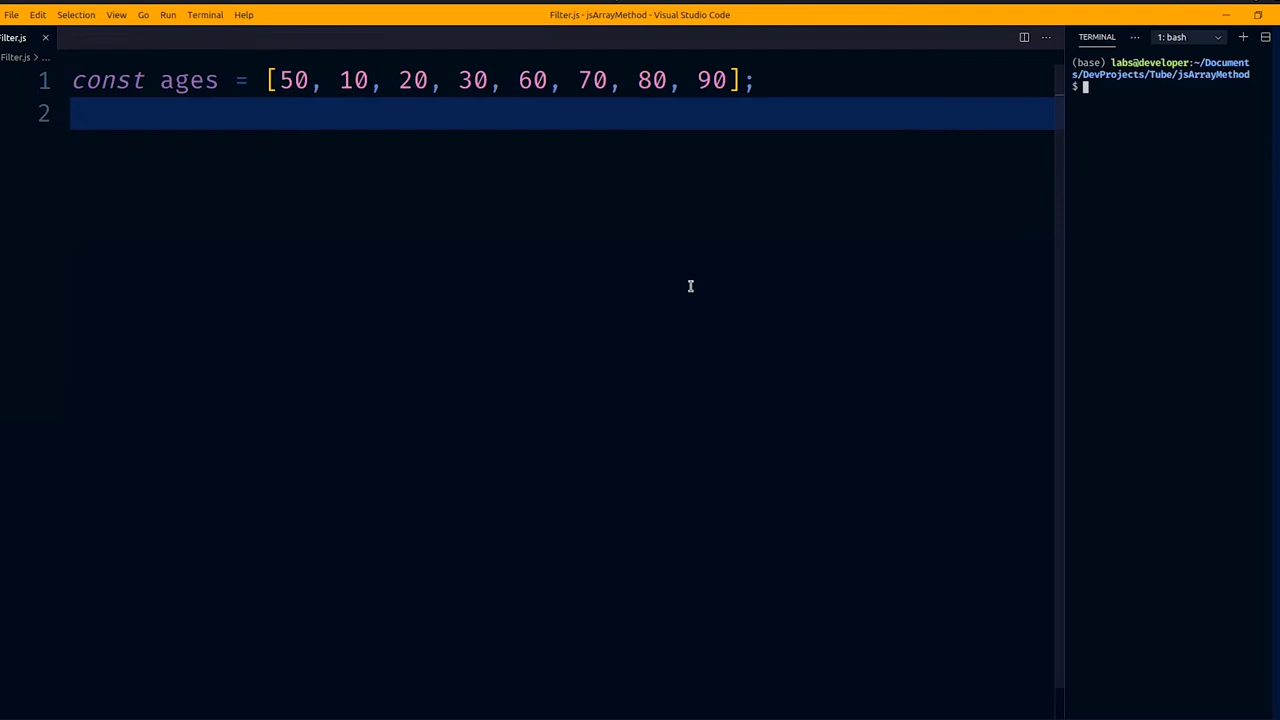 File Edit Selection View Go Run Terminal Help Filter.js - jsArrayMethod - Visual Studio Code
Filter.js
TERMINAL ... 1: bash
Filter.js > ...
1 const ages = [50, 10, 20, 30, 60, 70, 80, 90];
2
(base) labs@developer:~/Document
s/DevProjects/Tube/jsArrayMethod
$